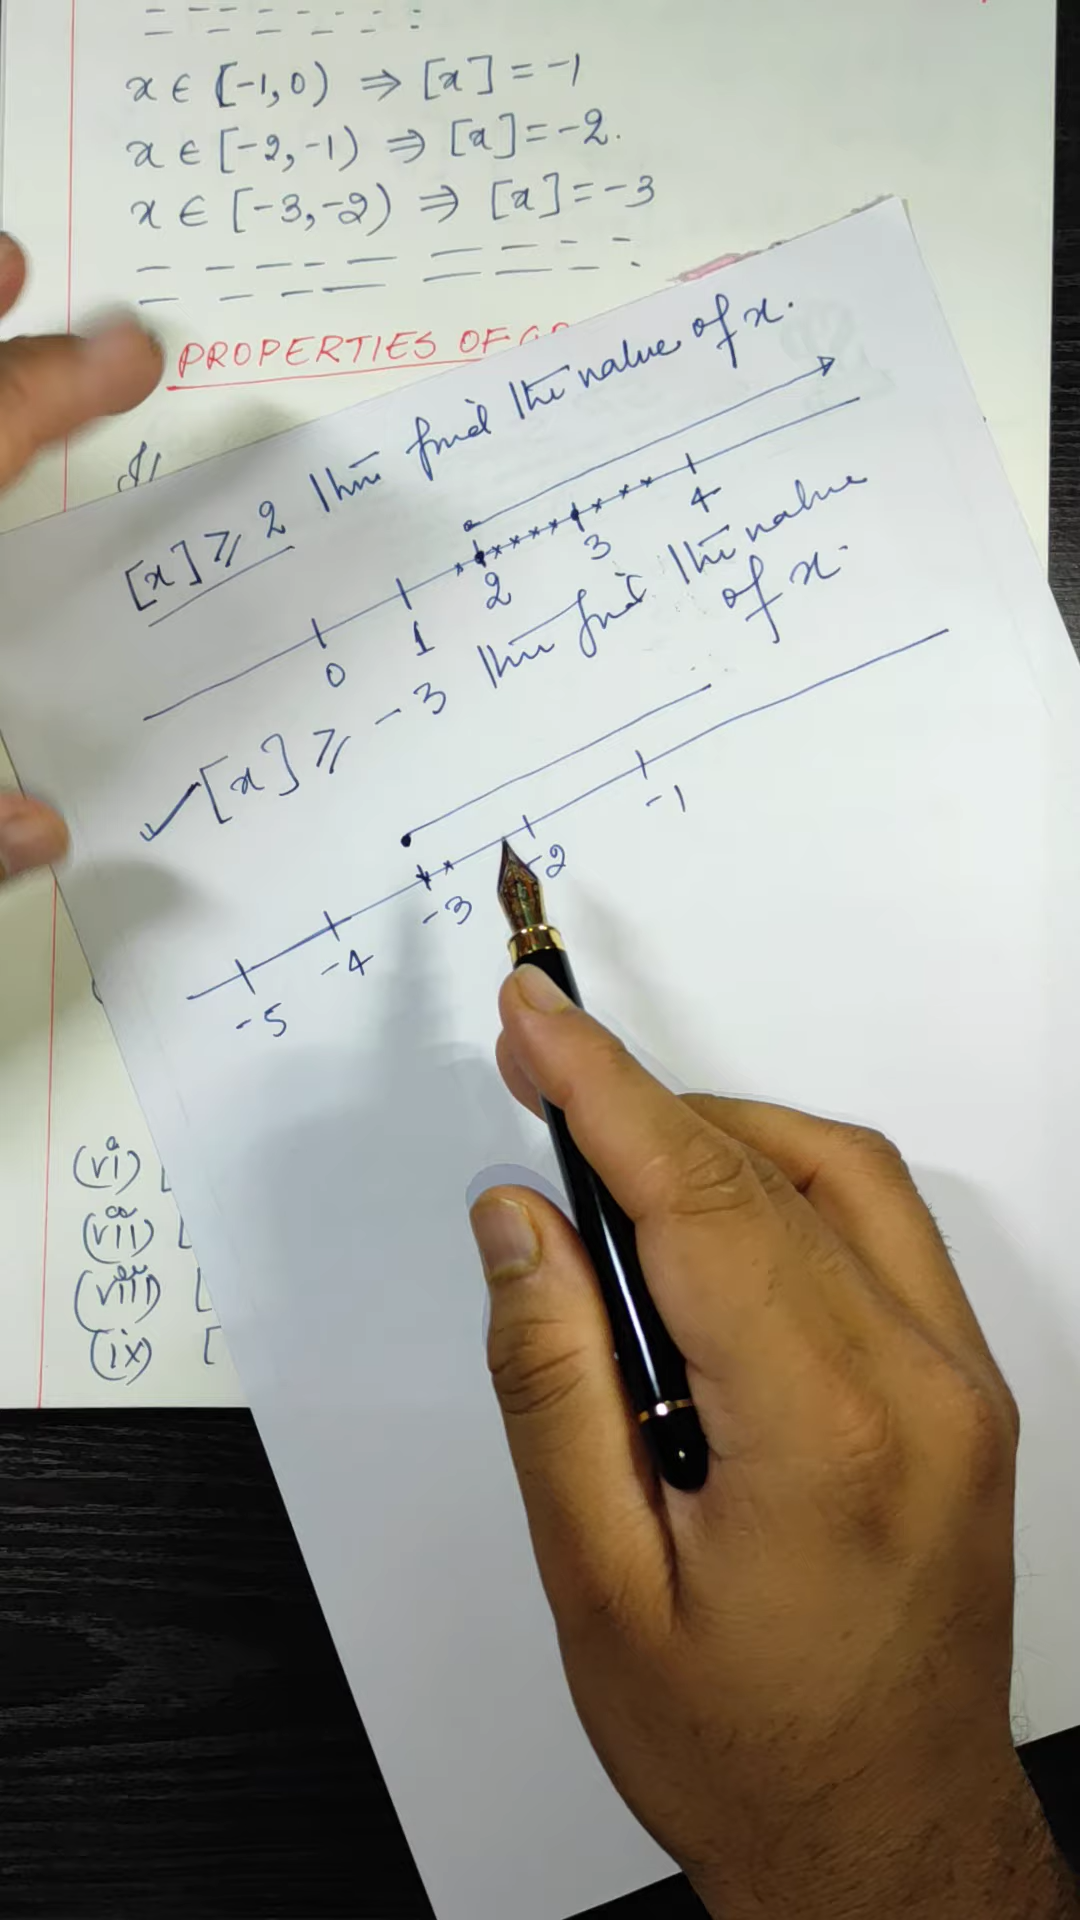 x ∈ [-1,0) ⇒ [x] = -1
x ∈ [-2,-1) ⇒ [x] = -2.
x ∈ [-3,-2) ⇒ [x] = -3
PROPERTIES OF
[x] ⩾ 2 then find the value of x.
0 1 2 3 4
✓ [x] ⩾ -3 then find the value
of x.
-5 -4 -3 -2 -1
(vi) [
(vii) [
(viii) [
(ix) [